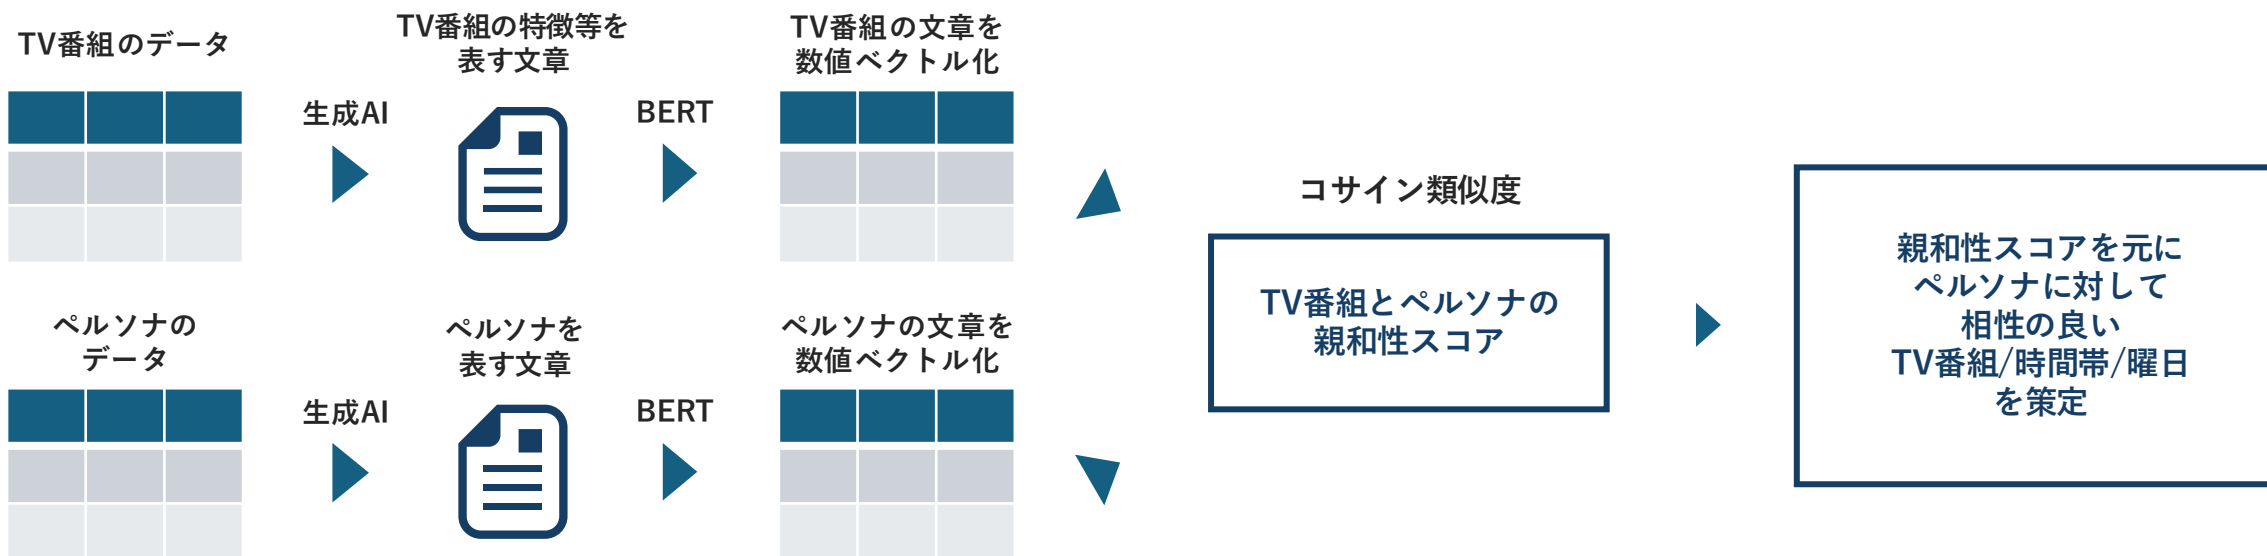 TV番組のデータ
生成AI
TV番組の特徴等を
表す文章
BERT
TV番組の文章を
数値ベクトル化
ペルソナの
データ
生成AI
ペルソナを
表す文章
BERT
ペルソナの文章を
数値ベクトル化
コサイン類似度
TV番組とペルソナの
親和性スコア
親和性スコアを元に
ペルソナに対して
相性の良い
TV番組/時間帯/曜日
を策定